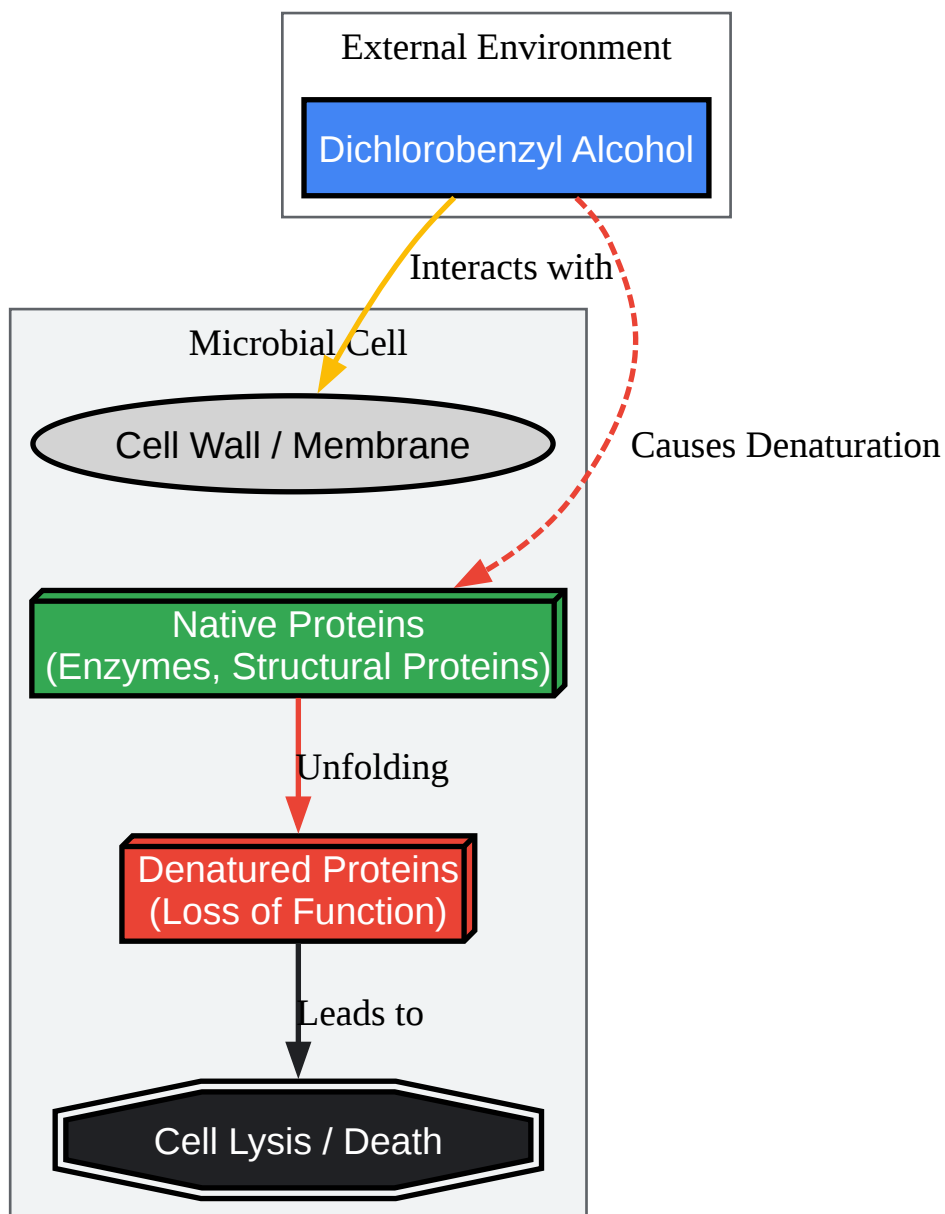 External Environment
Dichlorobenzyl Alcohol
Interacts with
Microbial Cell
Cell Wall / Membrane
Causes Denaturation
Native Proteins
(Enzymes, Structural Proteins)
Unfolding
Denatured Proteins
(Loss of Function)
Leads to
Cell Lysis / Death